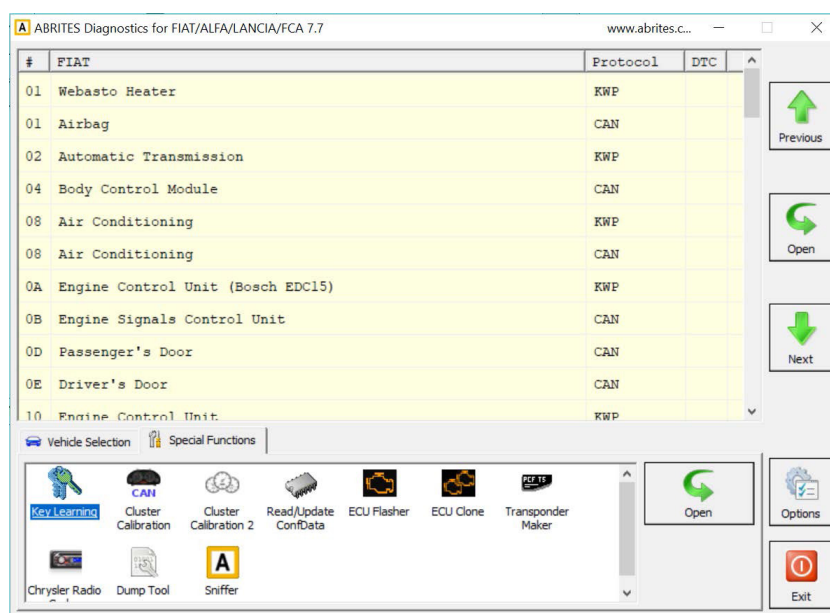 A ABRITES Diagnostics for FIAT/ALFA/LANCIA/FCA 7.7 www.abrites.c...
# FIAT Protocol DTC
01 Webasto Heater KWP
01 Airbag CAN
02 Automatic Transmission KWP
04 Body Control Module CAN
08 Air Conditioning KWP
08 Air Conditioning CAN
0A Engine Control Unit (Bosch EDC15) KWP
0B Engine Signals Control Unit CAN
0D Passenger's Door CAN
0E Driver's Door CAN
10 Engine Control Unit KWP
Previous
Open
Next
Vehicle Selection Special Functions
CAN PCF TS
Key Learning Cluster Calibration Cluster Calibration 2 Read/Update ConfData ECU Flasher ECU Clone Transponder Maker
A
Chrysler Radio Dump Tool Sniffer
Open
Options
Exit